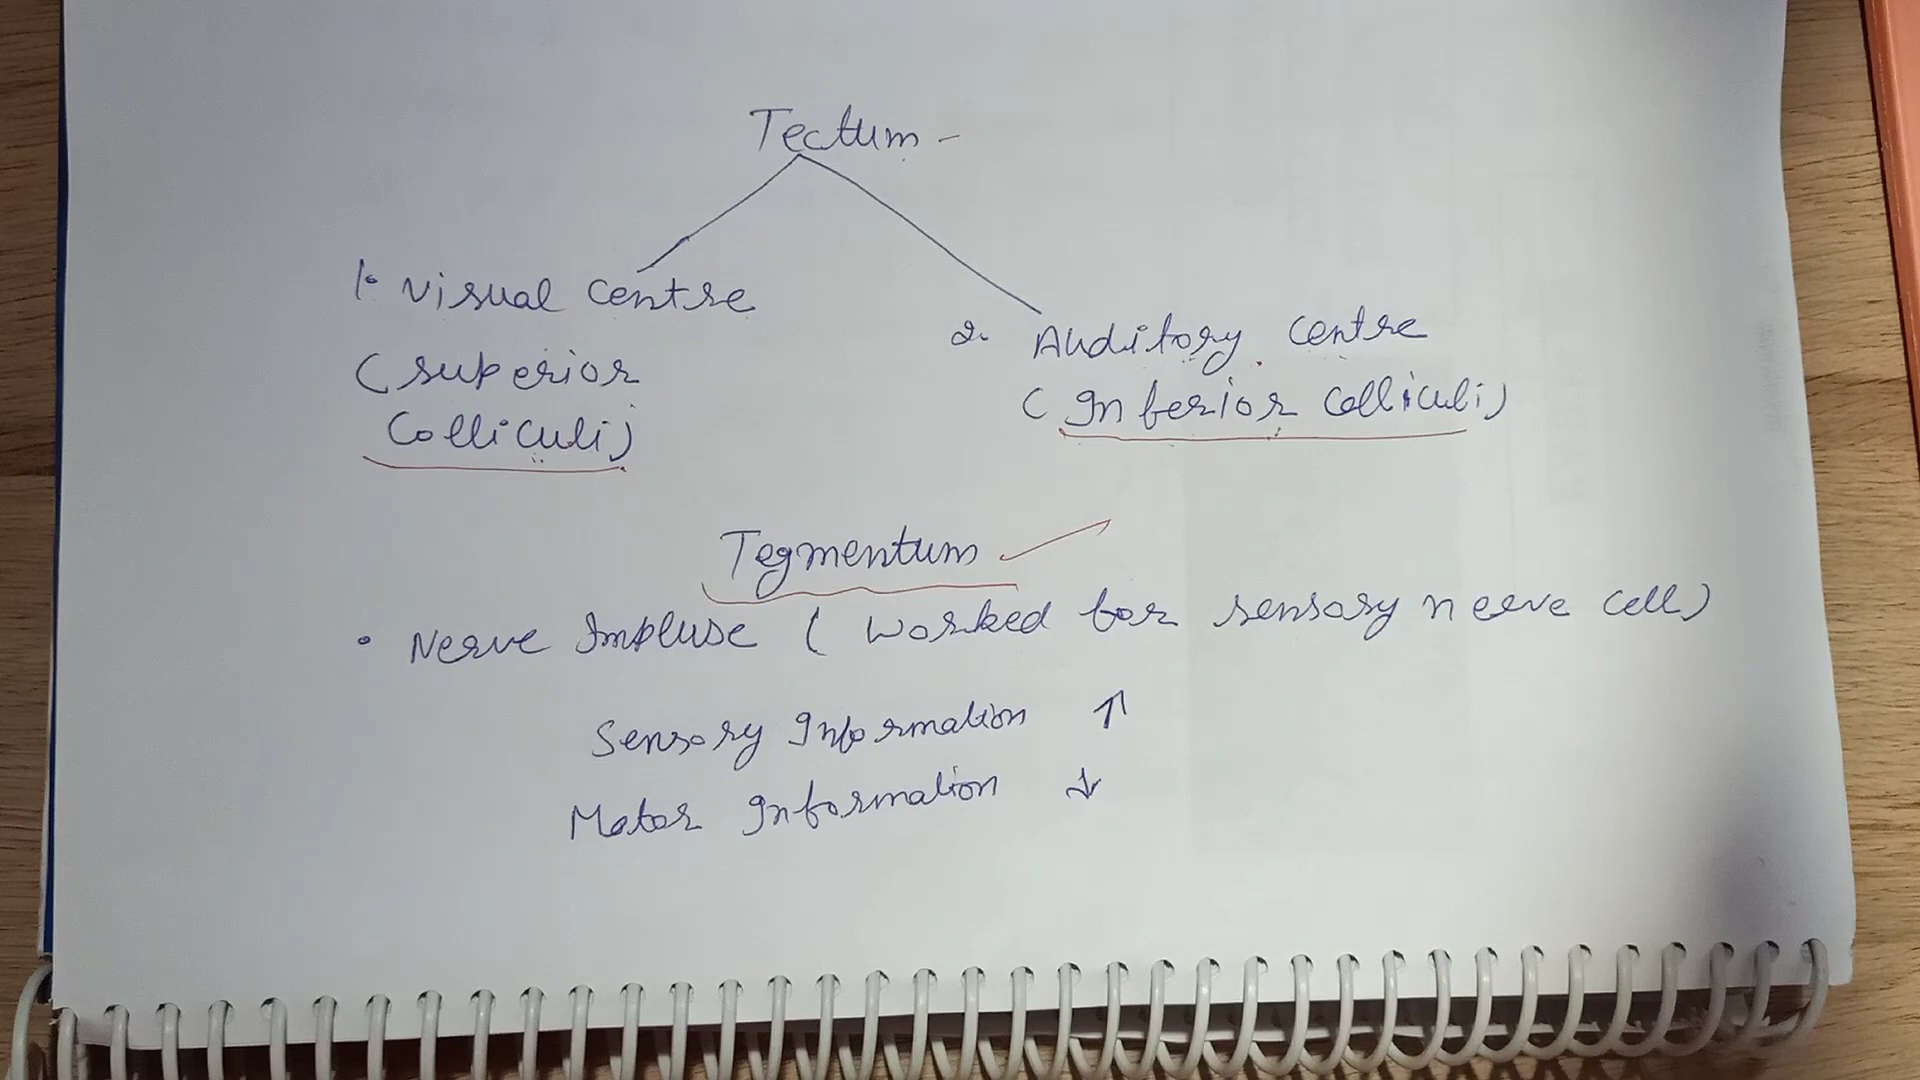 Tectum -
1. Visual Centre
(Superior
Colliculi)
2. Auditory Centre
(Inferior Colliculi)
Tegmentum
• Nerve Impluse ( Worked for sensory nerve cell)
Sensory Information ↑
Motor Information ↓